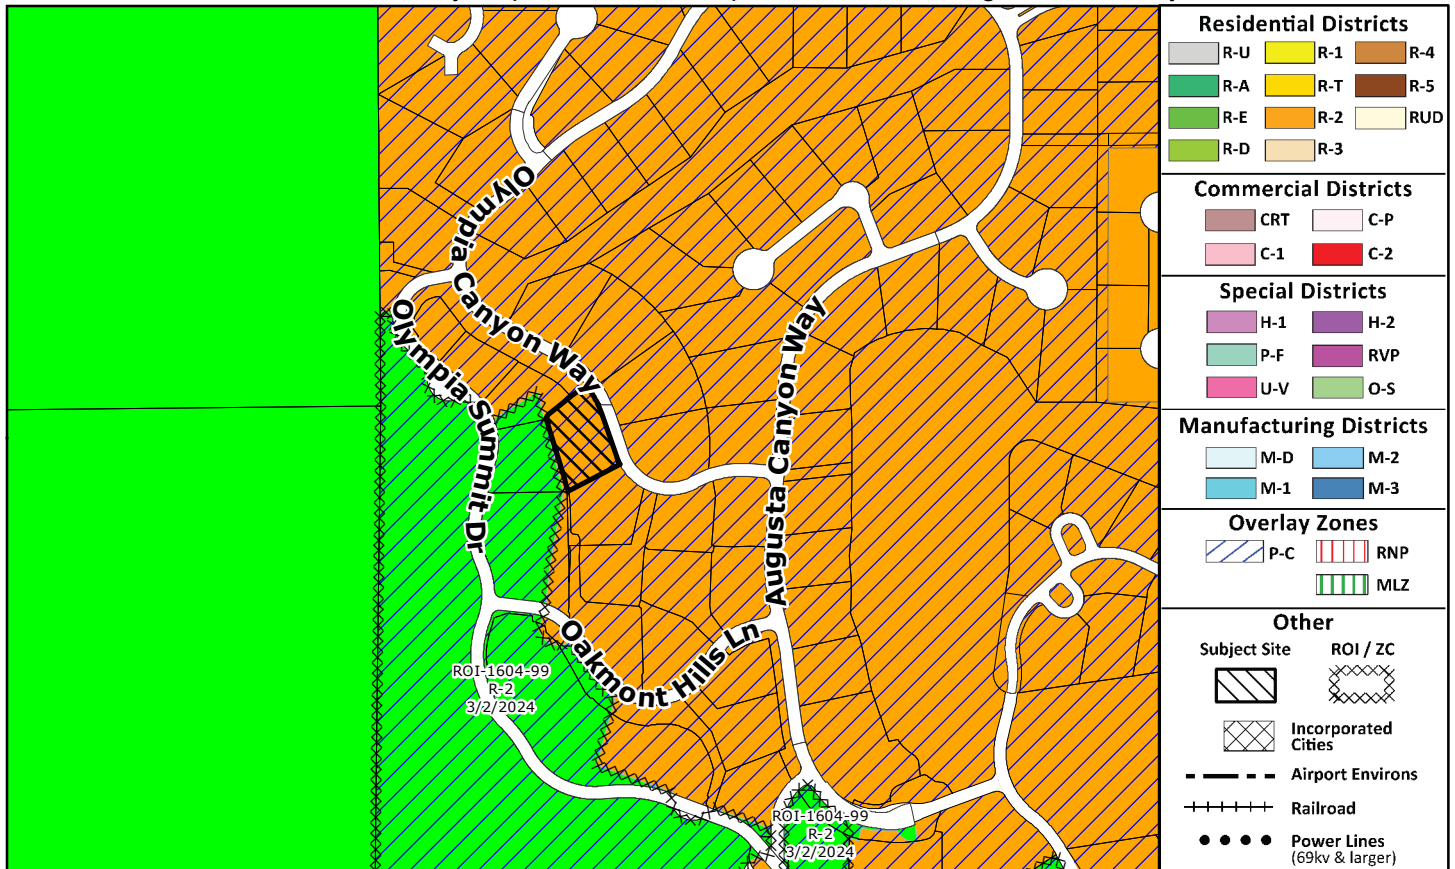 Olympia Canyon Way
Olympia Summit Dr
Augusta Canyon Way
Oakmont Hills Ln
ROI-1604-99
R-2
3/2/2024
ROI-1604-99
R-2
3/2/2024
Residential Districts
R-U R-1 R-4
R-A R-T R-5
R-E R-2 RUD
R-D R-3
Commercial Districts
CRT C-P
C-1 C-2
Special Districts
H-1 H-2
P-F RVP
U-V O-S
Manufacturing Districts
M-D M-2
M-1 M-3
Overlay Zones
P-C RNP
MLZ
Other
Subject Site ROI / ZC
Incorporated
Cities
Airport Environs
Railroad
Power Lines
(69kv & larger)